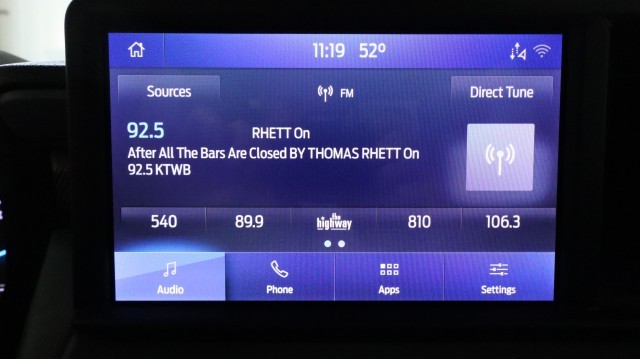 11:19 52°
Sources FM Direct Tune
92.5 RHETT On
After All The Bars Are Closed BY THOMAS RHETT On
92.5 KTWB
540 89.9 the highway 810 106.3
Audio Phone Apps Settings